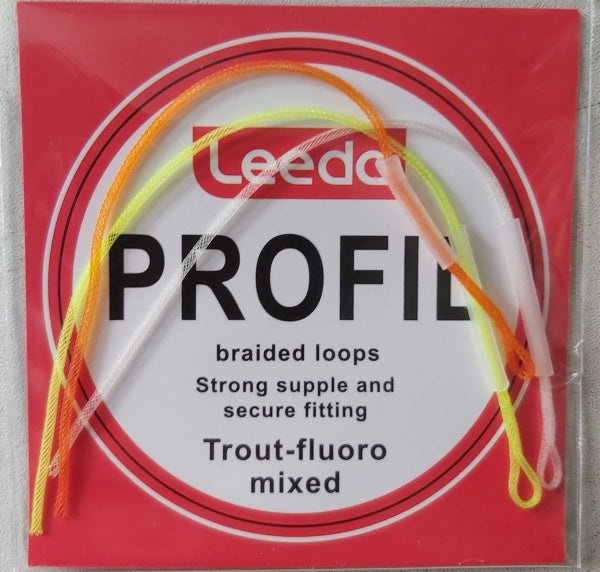 Leeda
PROFIL
braided loops
Strong supple and
secure fitting
Trout-fluoro
mixed